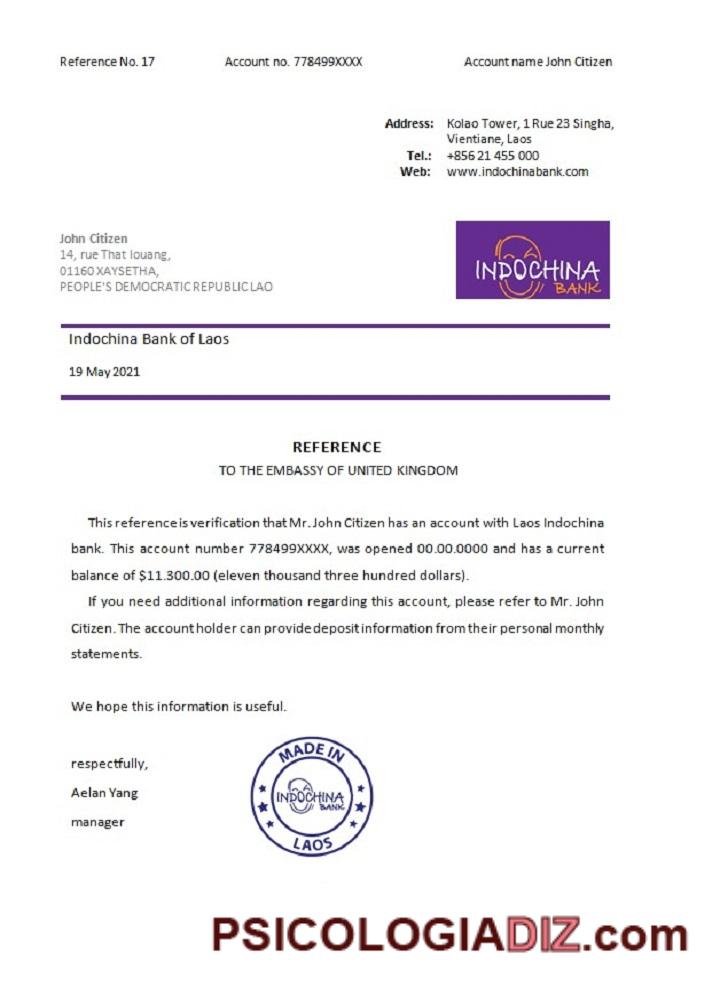 Reference No. 17 Account no. 778499XXXX Account name John Citizen
Address: Kolao Tower, 1 Rue 23 Singha,
Vientiane, Laos
Tel.: +856 21 455 000
Web: www.indochinabank.com
John Citizen
14, rue That louang,
01160 XAYSETHA,
PEOPLE'S DEMOCRATIC REPUBLIC LAO
INDOCHINA
BANK
Indochina Bank of Laos
19 May 2021
REFERENCE
TO THE EMBASSY OF UNITED KINGDOM
This reference is verification that Mr. John Citizen has an account with Laos Indochina
bank. This account number 778499XXXX, was opened 00.00.0000 and has a current
balance of $11.300.00 (eleven thousand three hundred dollars).
If you need additional information regarding this account, please refer to Mr. John
Citizen. The account holder can provide deposit information from their personal monthly
statements.
We hope this information is useful.
respectfully,
Aelan Yang
manager
MADE IN
INDOCHINA
BANK
LAOS
PSICOLOGIADIZ.com